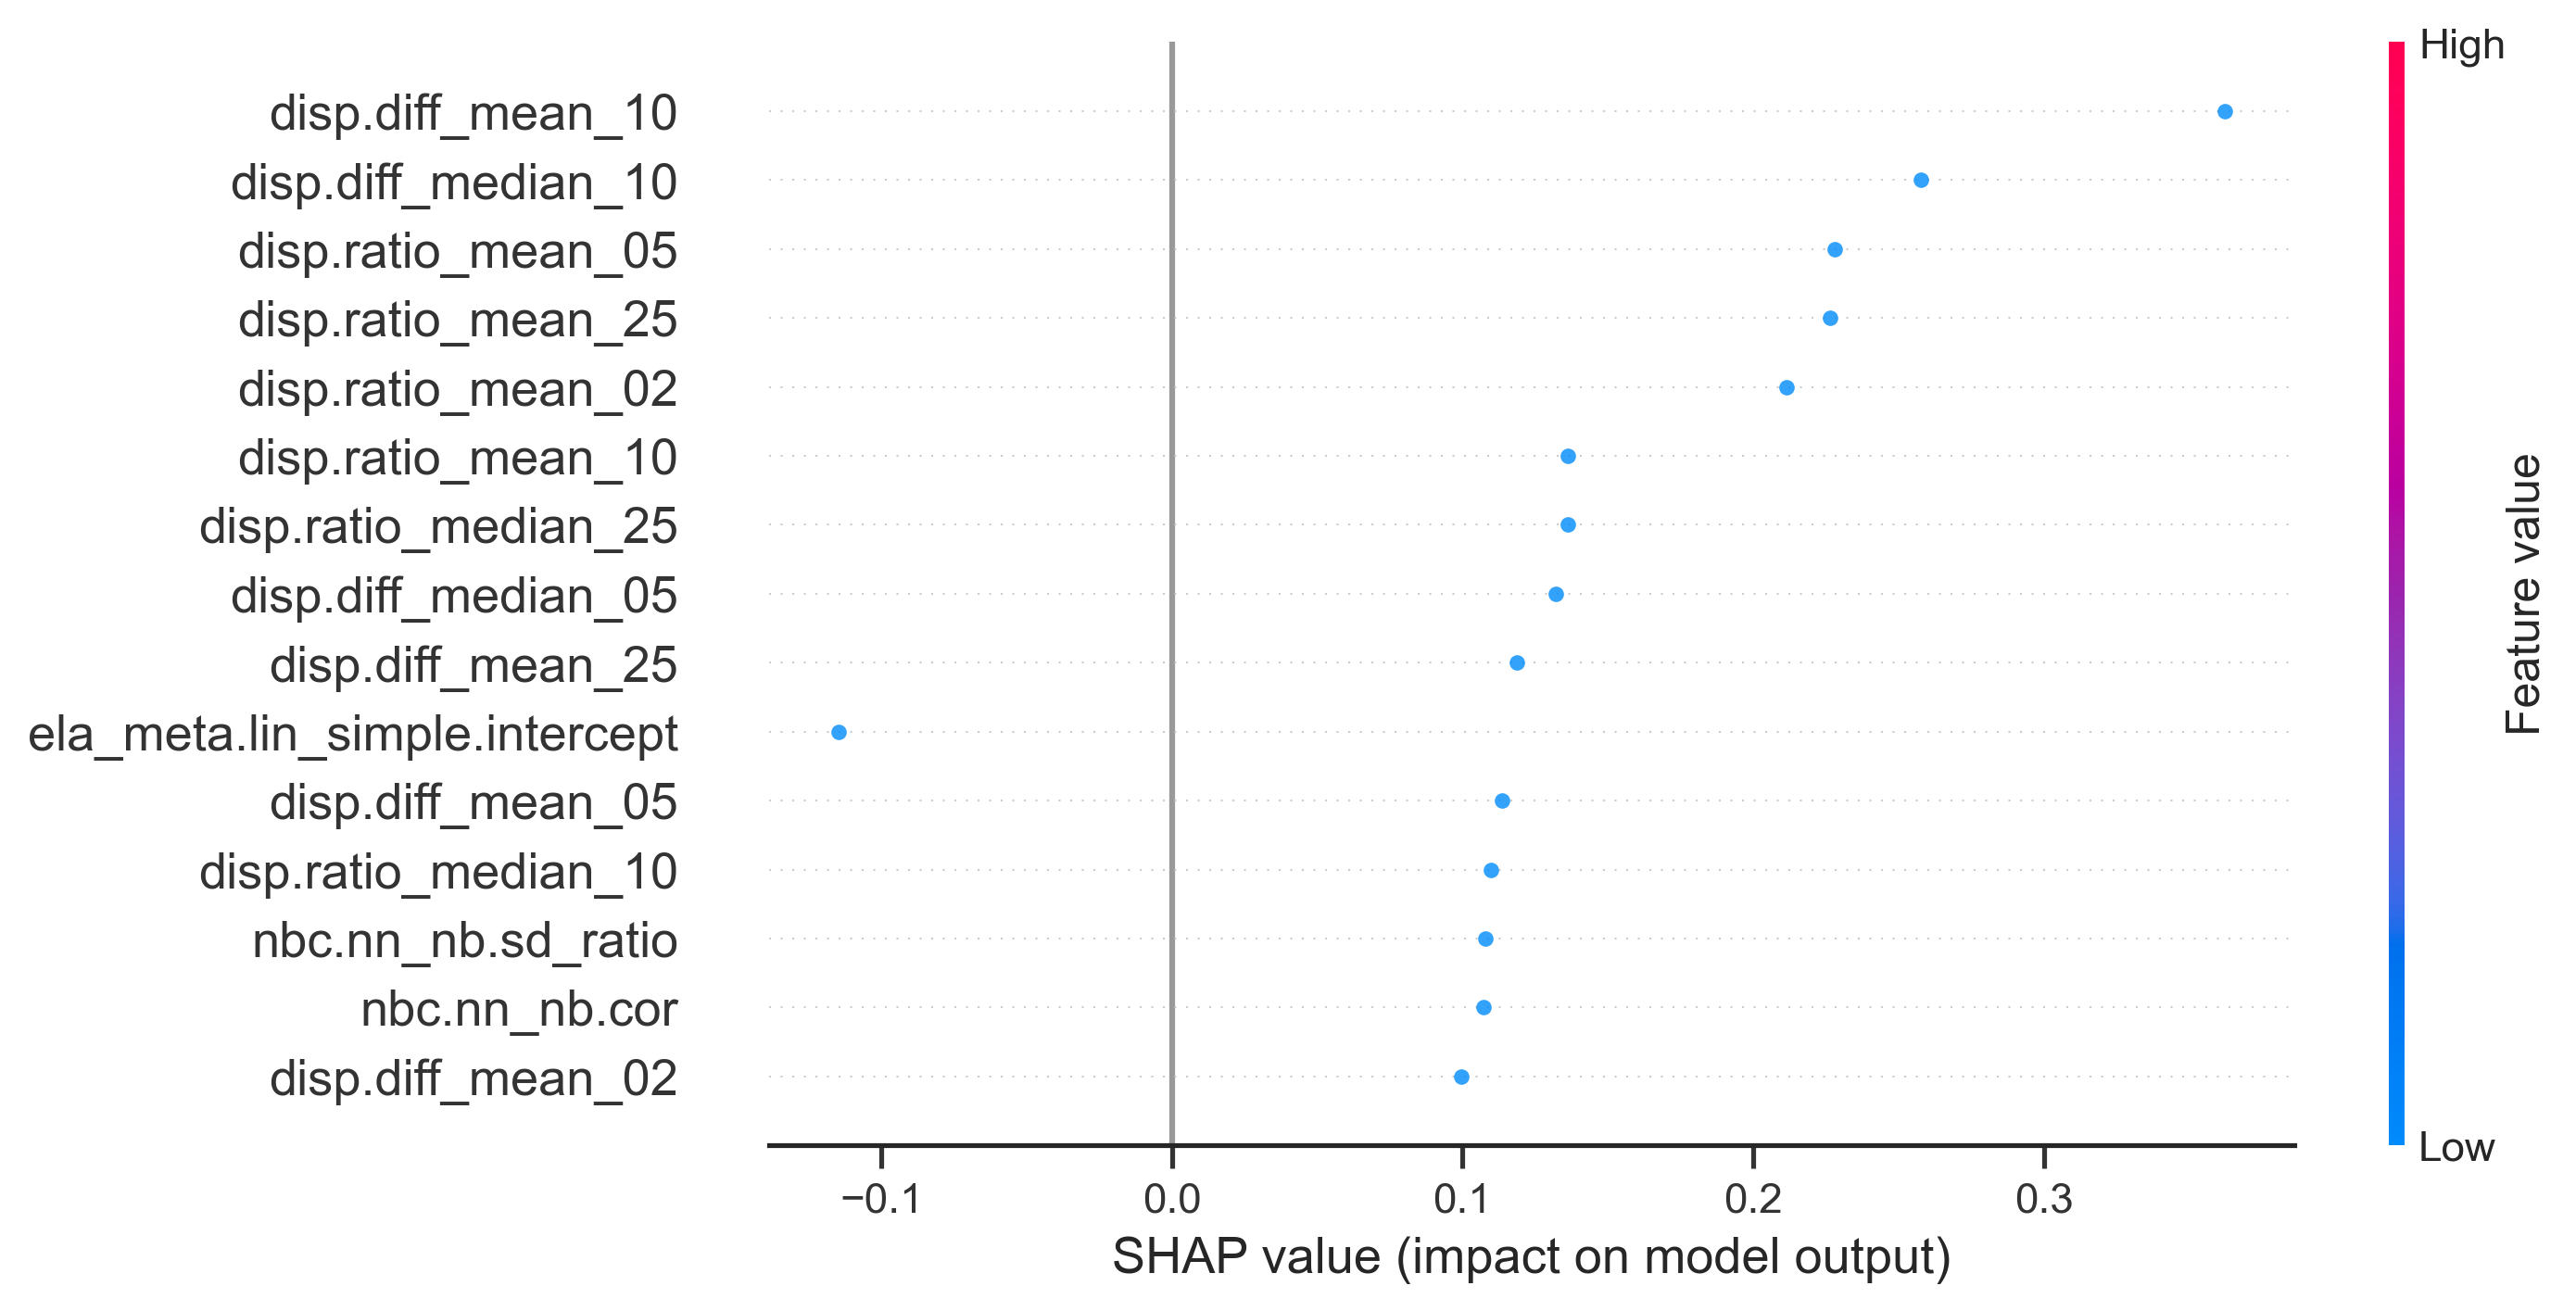 High
disp.diff_mean_10
disp.diff_median_10
disp.ratio_mean_05
disp.ratio_mean_25
disp.ratio_mean_02
disp.ratio_mean_10
disp.ratio_median_25
disp.diff_median_05
disp.diff_mean_25
ela_meta.lin_simple.intercept
disp.diff_mean_05
disp.ratio_median_10
nbc.nn_nb.sd_ratio
nbc.nn_nb.cor
disp.diff_mean_02
Feature value
Low
−0.1 0.0 0.1 0.2 0.3
SHAP value (impact on model output)